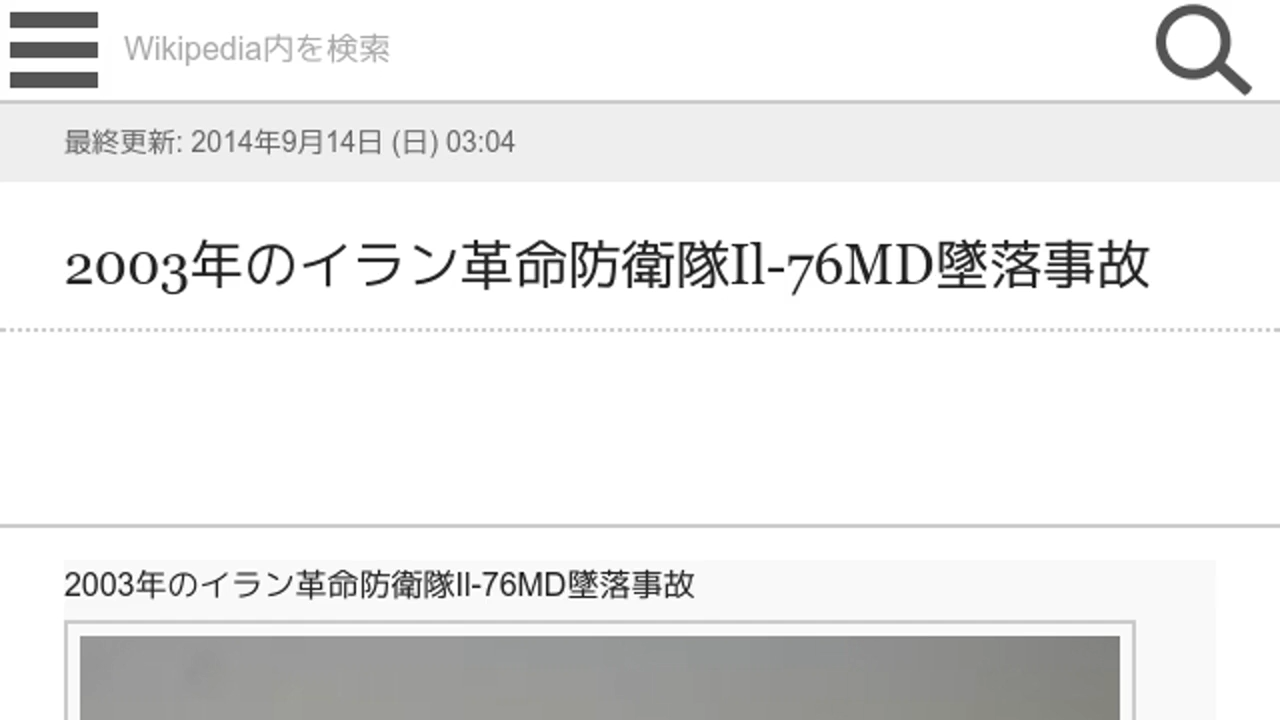 Wikipedia内を検索
最終更新: 2014年9月14日 (日) 03:04
2003年のイラン革命防衛隊Il-76MD墜落事故
2003年のイラン革命防衛隊Il-76MD墜落事故